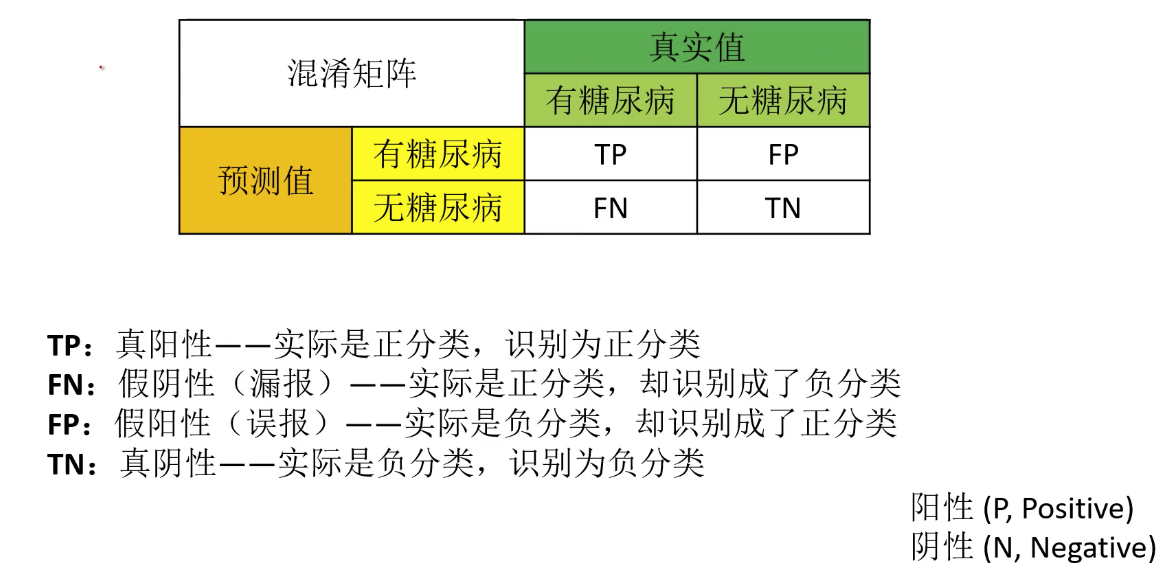 混淆矩阵
真实值
有糖尿病 无糖尿病
预测值
有糖尿病 TP FP
无糖尿病 FN TN
TP：真阳性——实际是正分类，识别为正分类
FN：假阴性（漏报）——实际是正分类，却识别成了负分类
FP：假阳性（误报）——实际是负分类，却识别成了正分类
TN：真阴性——实际是负分类，识别为负分类
阳性 (P, Positive)
阴性 (N, Negative)